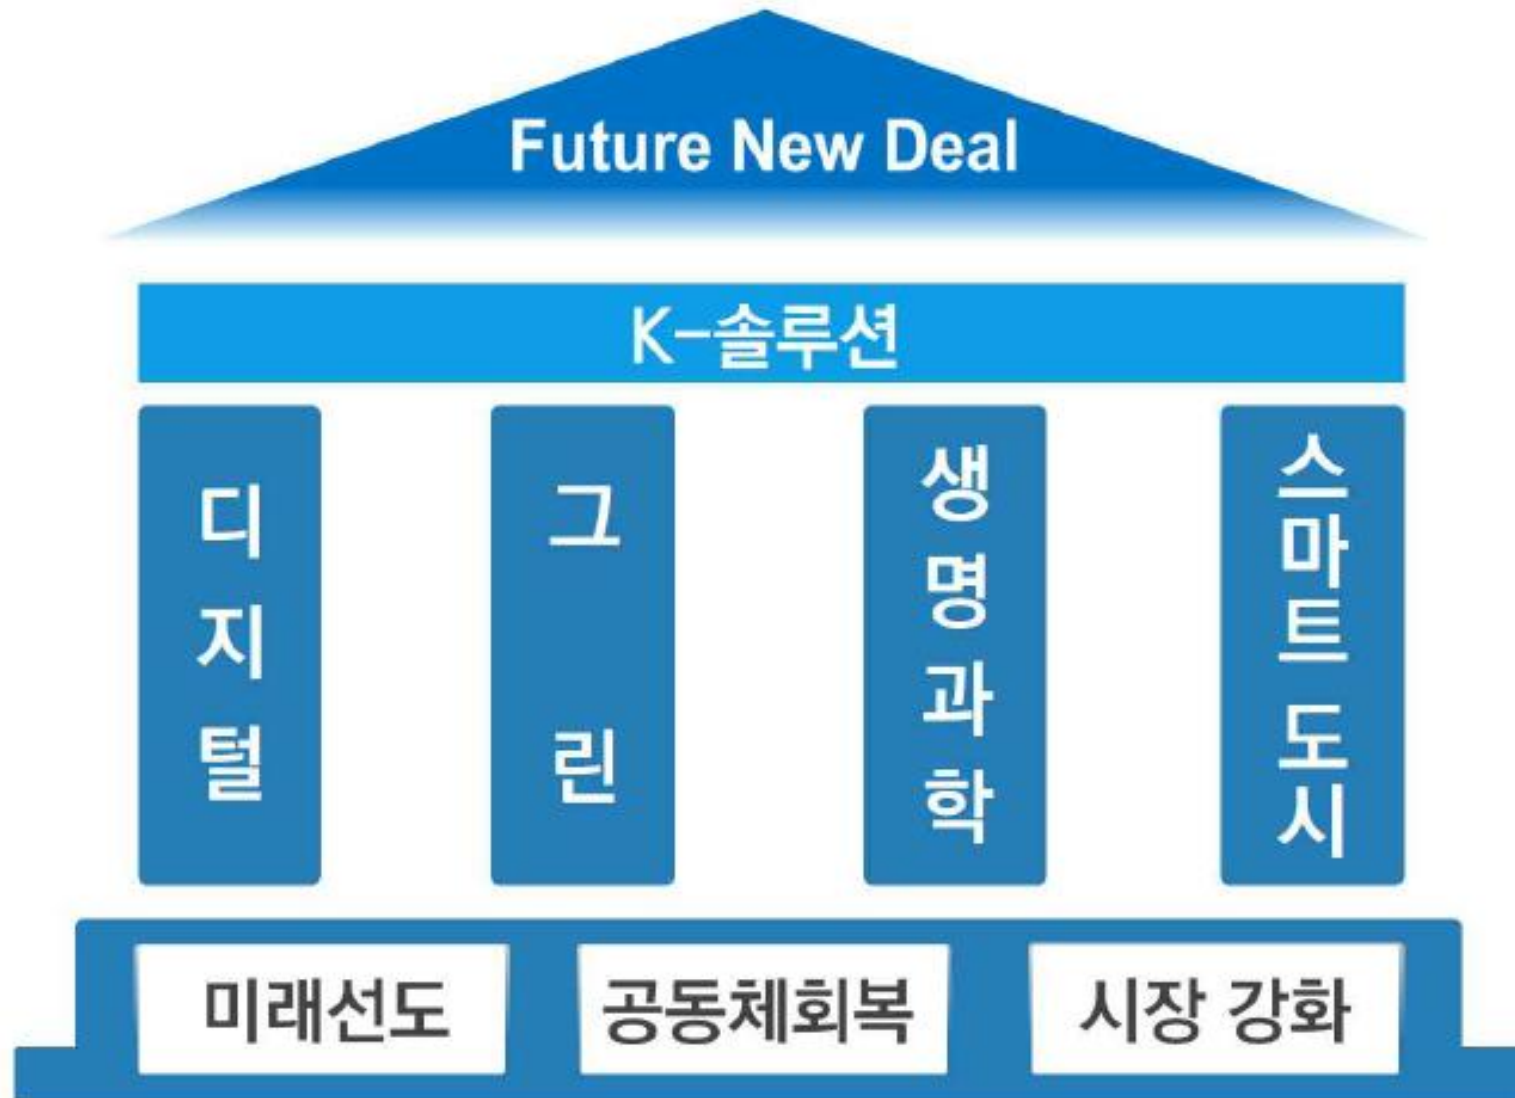 Future New Deal
K-솔루션
디지털
그린
생명과학
스마트 도시
미래선도
공동체회복
시장 강화